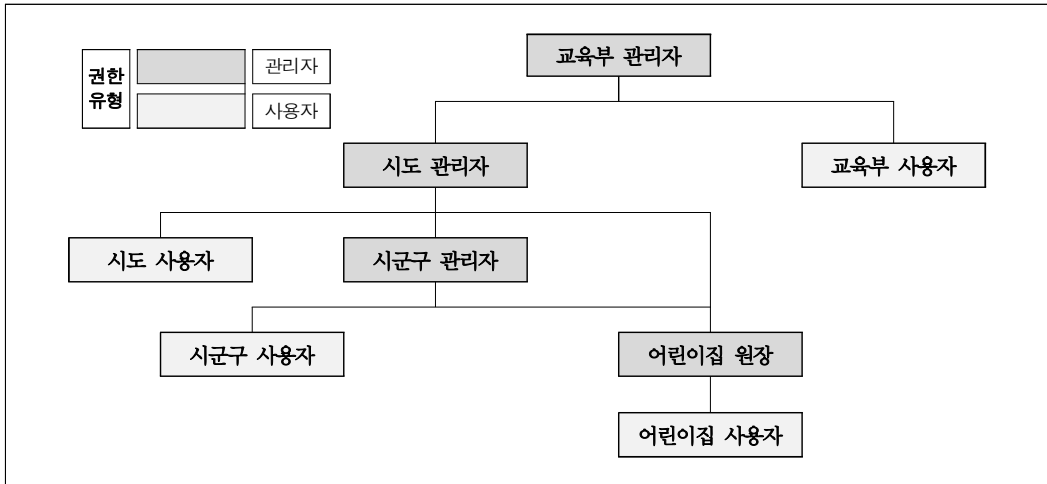 교육부 관리자
권한
유형
관리자
사용자
시도 관리자
교육부 사용자
시도 사용자
시군구 관리자
시군구 사용자
어린이집 원장
어린이집 사용자